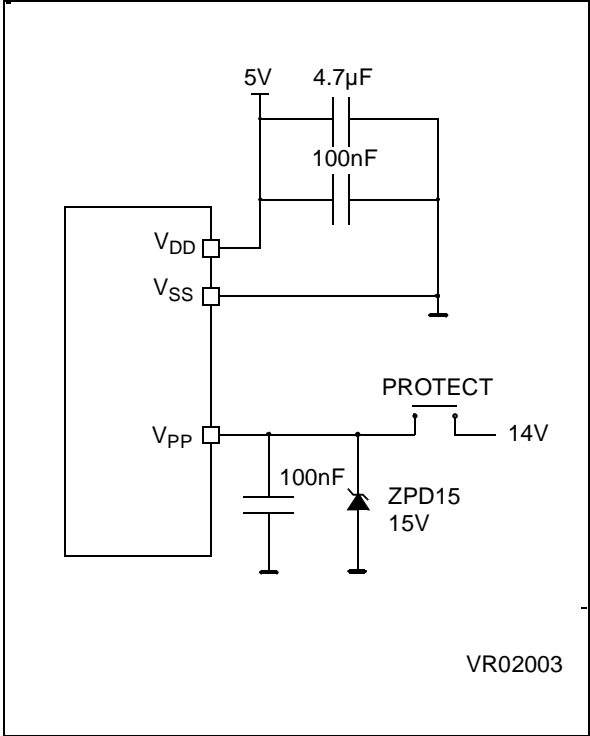 5V
4.7µF
100nF
VDD
VSS
PROTECT
VPP
14V
100nF
ZPD15
15V
VR02003